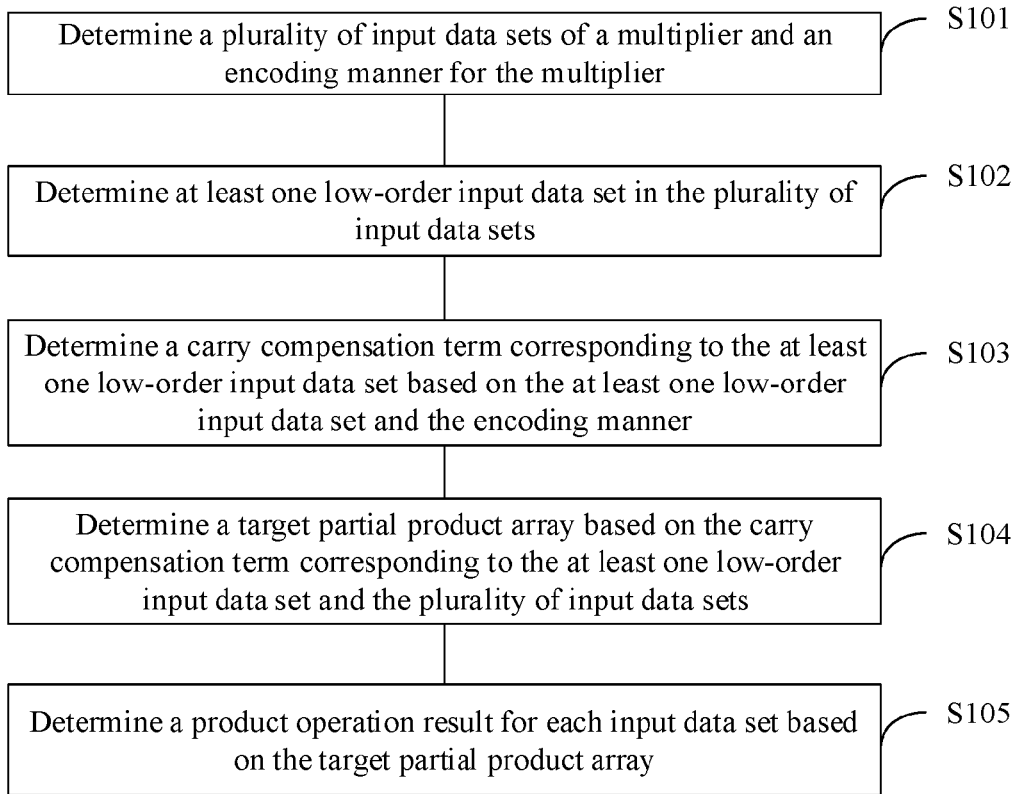 Determine a plurality of input data sets of a multiplier and an
encoding manner for the multiplier
S101
Determine at least one low-order input data set in the plurality of
input data sets
S102
Determine a carry compensation term corresponding to the at least
one low-order input data set based on the at least one low-order
input data set and the encoding manner
S103
Determine a target partial product array based on the carry
compensation term corresponding to the at least one low-order
input data set and the plurality of input data sets
S104
Determine a product operation result for each input data set based
on the target partial product array
S105